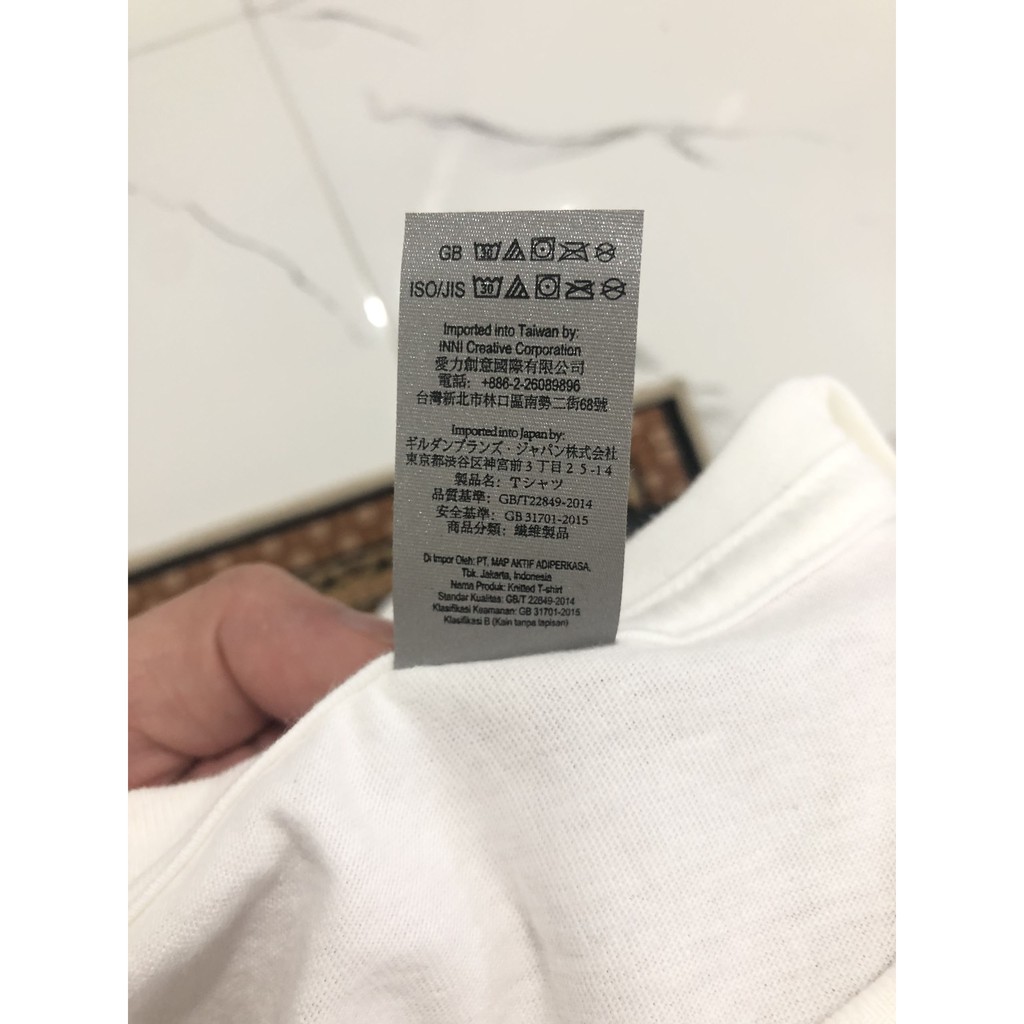 GB 30
ISO/JIS 30
Imported into Taiwan by:
INNI Creative Corporation
愛力創意國際有限公司
電話: +886-2-26089896
台灣新北市林口區南勢二街68號
Imported into Japan by:
ギルダンブランズ・ジャパン株式会社
東京都渋谷区神宮前3丁目25-14
製品名: Tシャツ
品質基準: GB/T22849-2014
安全基準: GB 31701-2015
商品分類: 繊維製品
Di Impor Oleh: PT. MAP AKTIF ADIPERKASA,
Tbk. Jakarta, Indonesia
Nama Produk: Knitted T-shirt
Standar Kualitas: GB/T 22849-2014
Klasifikasi Keamanan: GB 31701-2015
Klasifikasi B (Kain tanpa lapisan)